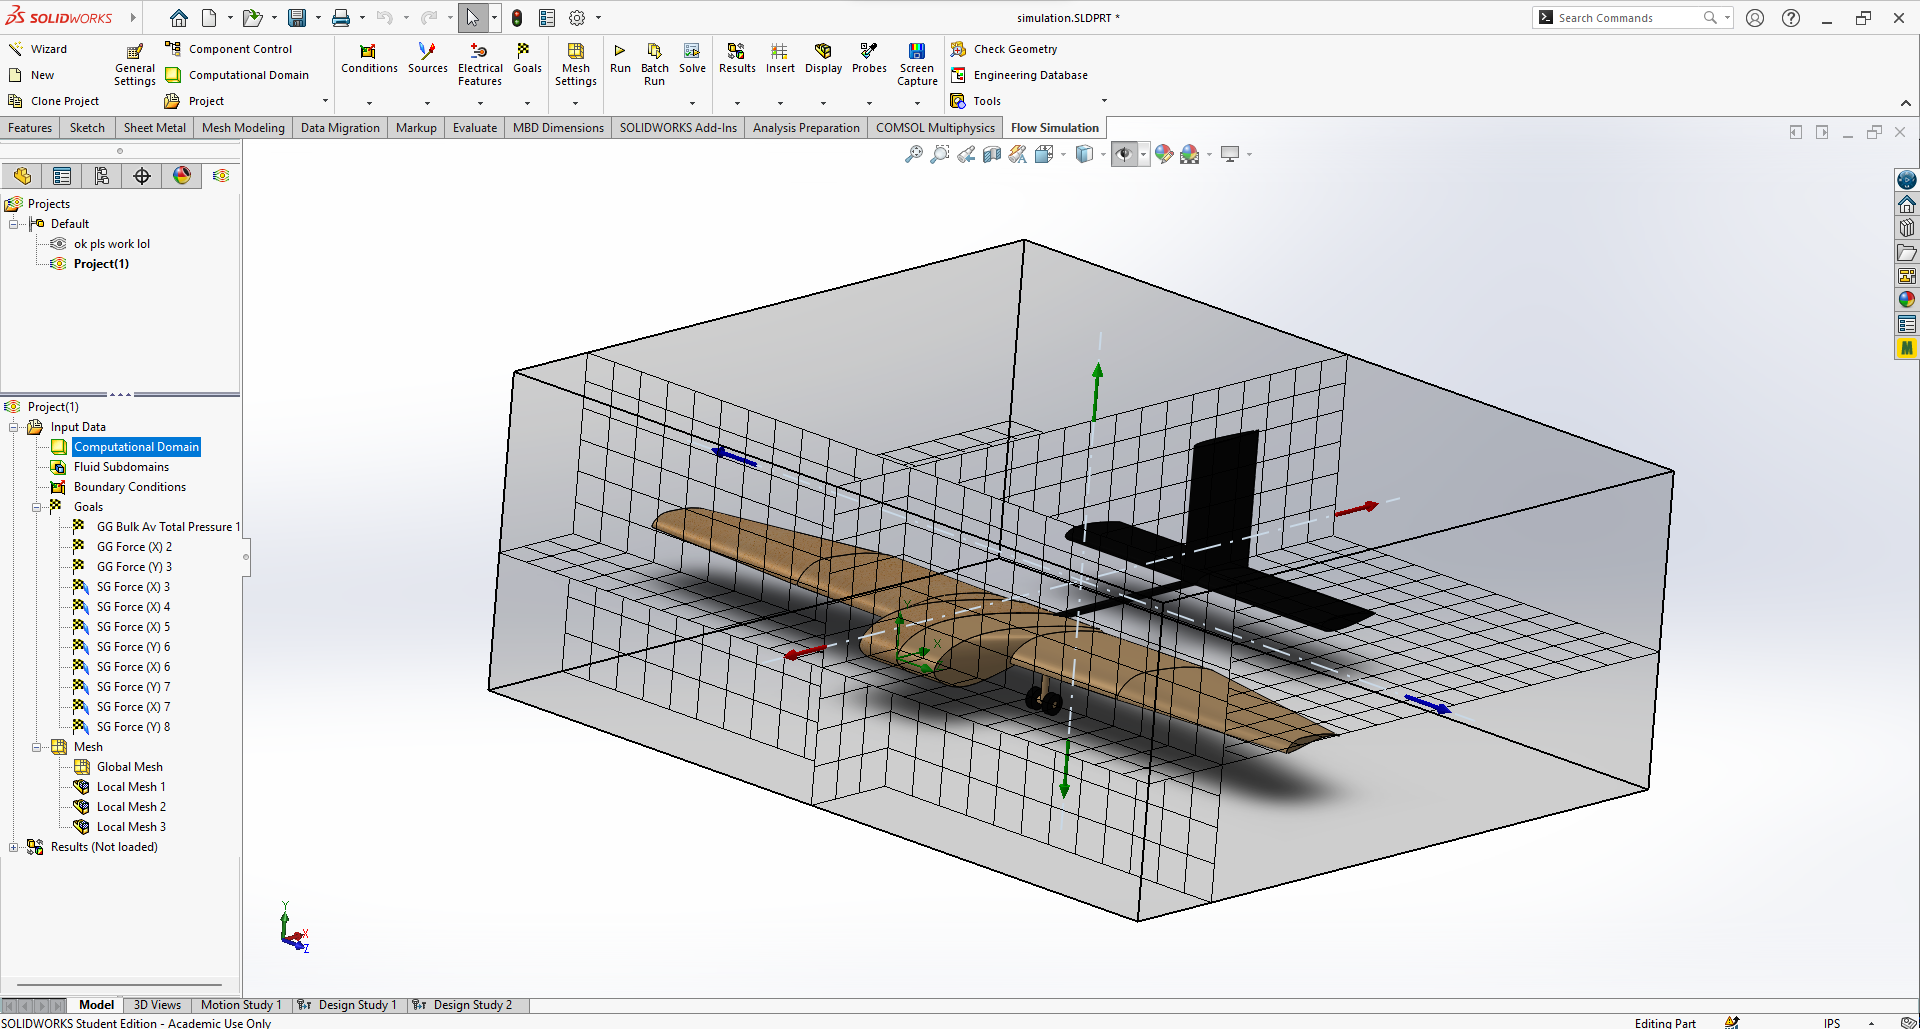 SOLIDWORKS
simulation.SLDPRT *
Search Commands
Wizard
New
Clone Project
General Settings
Component Control
Computational Domain
Project
Conditions
Sources
Electrical Features
Goals
Mesh Settings
Run
Batch Run
Solve
Results
Insert
Display
Probes
Screen Capture
Check Geometry
Engineering Database
Tools
Features
Sketch
Sheet Metal
Mesh Modeling
Data Migration
Markup
Evaluate
MBD Dimensions
SOLIDWORKS Add-Ins
Analysis Preparation
COMSOL Multiphysics
Flow Simulation
Projects
Default
ok pls work lol
Project(1)
Project(1)
Input Data
Computational Domain
Fluid Subdomains
Boundary Conditions
Goals
GG Bulk Av Total Pressure 1
GG Force (X) 2
GG Force (Y) 3
SG Force (X) 3
SG Force (X) 4
SG Force (X) 5
SG Force (Y) 6
SG Force (X) 6
SG Force (Y) 7
SG Force (X) 7
SG Force (Y) 8
Mesh
Global Mesh
Local Mesh 1
Local Mesh 2
Local Mesh 3
Results (Not loaded)
Y
X
Y
X
Z
M
Model
3D Views
Motion Study 1
Design Study 1
Design Study 2
SOLIDWORKS Student Edition - Academic Use Only
Editing Part
IPS